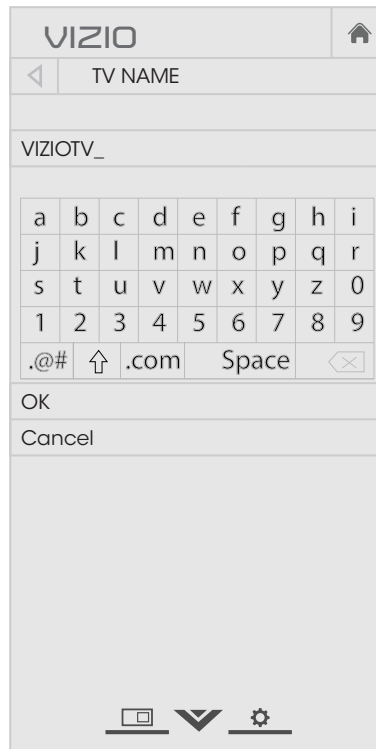 VIZIO
TV NAME
VIZIOTV_
a b c d e f g h i
j k l m n o p q r
s t u v w x y z 0
1 2 3 4 5 6 7 8 9
.@# .com Space
OK
Cancel